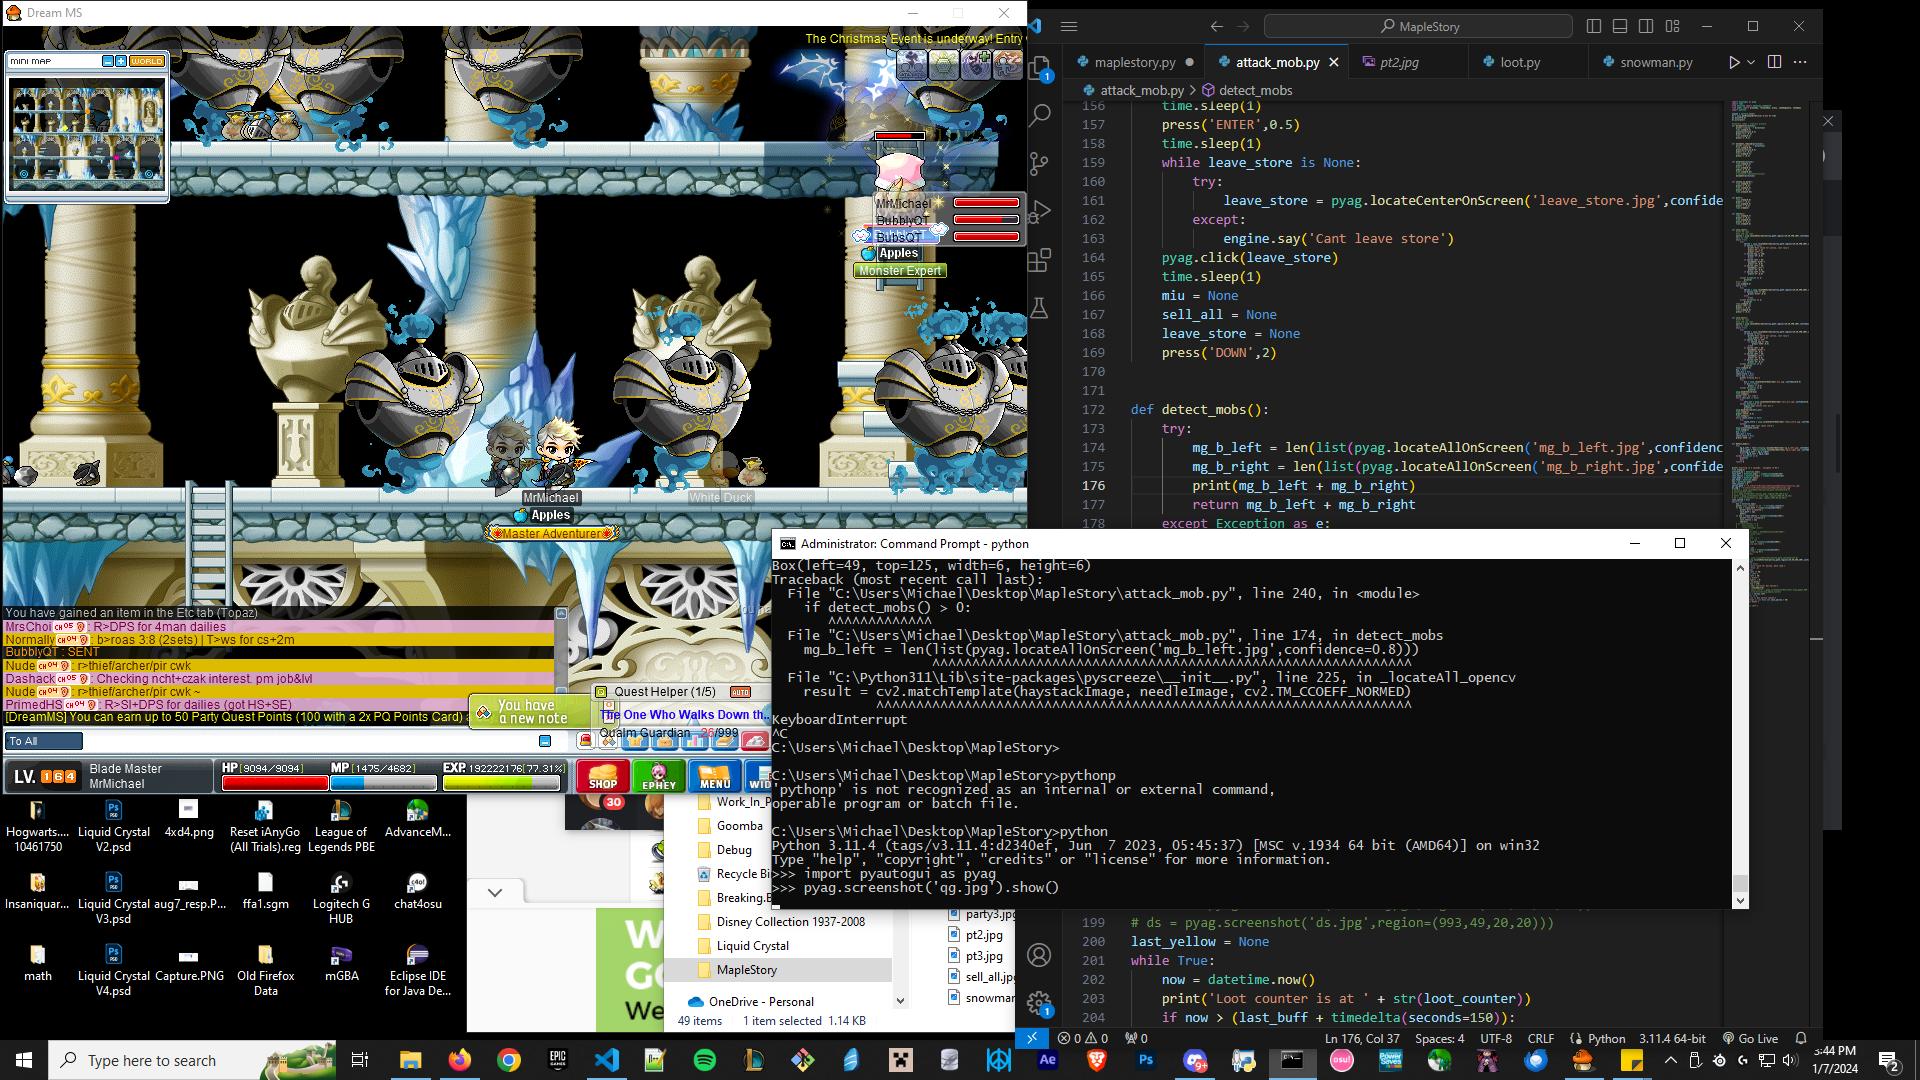 Dream MS
The Christmas Event is underway! Entry
MINI MAP
WORLD
MrMichael
BubblyQT
BubsQT
Apples
Monster Expert
MrMichael
White Duck
Apples
Master Adventurer
You have gained an item in the Etc tab (Topaz)
MrsChoi CH 05 : R>DPS for 4man dailies
Normally CH 04 : b>roas 3:8 (2sets) | T>ws for cs+2m
BubblyQT : SENT
Nude CH 04 : r>thief/archer/pir cwk
Dashack CH 05 : Checking ncht+czak interest. pm job&lvl
Nude CH 04 : r>thief/archer/pir cwk ~
PrimedHS CH 05 : R>SI+DPS for dailies (got HS+SE)
[DreamMS] You can earn up to 50 Party Quest Points (100 with a 2x PQ Points Card) a
You have
a new note
Quest Helper (1/5)
AUTO
The One Who Walks Down th...
Qualm Guardian 26/999
To All
LV. 164
Blade Master
MrMichael
HP[9094/9094]
MP[1475/4682]
EXP. 192222176[77.31%]
SHOP
EPHEY
MENU
MapleStory
maplestory.py
attack_mob.py
pt2.jpg
loot.py
snowman.py
attack_mob.py > detect_mobs
156 time.sleep(1)
157 press('ENTER',0.5)
158 time.sleep(1)
159 while leave_store is None:
160 try:
161 leave_store = pyag.locateCenterOnScreen('leave_store.jpg',confide
162 except:
163 engine.say('Cant leave store')
164 pyag.click(leave_store)
165 time.sleep(1)
166 miu = None
167 sell_all = None
168 leave_store = None
169 press('DOWN',2)
170
171
172 def detect_mobs():
173 try:
174 mg_b_left = len(list(pyag.locateAllOnScreen('mg_b_left.jpg',confidenc
175 mg_b_right = len(list(pyag.locateAllOnScreen('mg_b_right.jpg',confide
176 print(mg_b_left + mg_b_right)
177 return mg_b_left + mg_b_right
178 except Exception as e:
Administrator: Command Prompt - python
Box(left=49, top=125, width=6, height=6)
Traceback (most recent call last):
File "C:\Users\Michael\Desktop\MapleStory\attack_mob.py", line 240, in <module>
if detect_mobs() > 0:
^^^^^^^^^^^^^
File "C:\Users\Michael\Desktop\MapleStory\attack_mob.py", line 174, in detect_mobs
mg_b_left = len(list(pyag.locateAllOnScreen('mg_b_left.jpg',confidence=0.8)))
^^^^^^^^^^^^^^^^^^^^^^^^^^^^^^^^^^^^^^^^^^^^^^^^^^^^^^^^^^^^
File "C:\Python311\Lib\site-packages\pyscreeze\__init__.py", line 225, in _locateAll_opencv
result = cv2.matchTemplate(haystackImage, needleImage, cv2.TM_CCOEFF_NORMED)
^^^^^^^^^^^^^^^^^^^^^^^^^^^^^^^^^^^^^^^^^^^^^^^^^^^^^^^^^^^^^^^^^^^
KeyboardInterrupt
^C
C:\Users\Michael\Desktop\MapleStory>
C:\Users\Michael\Desktop\MapleStory>pythonp
'pythonp' is not recognized as an internal or external command,
operable program or batch file.
C:\Users\Michael\Desktop\MapleStory>python
Python 3.11.4 (tags/v3.11.4:d2340ef, Jun 7 2023, 05:45:37) [MSC v.1934 64 bit (AMD64)] on win32
Type "help", "copyright", "credits" or "license" for more information.
>>> import pyautogui as pyag
>>> pyag.screenshot('qg.jpg').show()
199 # ds = pyag.screenshot('ds.jpg',region=(993,49,20,20)))
200 last_yellow = None
201 while True:
202 now = datetime.now()
203 print('Loot counter is at ' + str(loot_counter))
204 if now > (last_buff + timedelta(seconds=150)):
0 0 0
Ln 176, Col 37
Spaces: 4
UTF-8
CRLF
Python
3.11.4 64-bit
Go Live
Hogwarts....
10461750
Liquid Crystal
V2.psd
4xd4.png
Reset iAnyGo
(All Trials).reg
League of
Legends PBE
AdvanceM...
Insaniquar...
Liquid Crystal
V3.psd
aug7_resp.P...
ffa1.sgm
Logitech G
HUB
chat4osu
math
Liquid Crystal
V4.psd
Capture.PNG
Old Firefox
Data
mGBA
Eclipse IDE
for Java De...
30
Work_In_P
Goomba
Debug
Recycle Bi
Breaking.B
Disney Collection 1937-2008
Liquid Crystal
MapleStory
OneDrive - Personal
party3.jpg
pt2.jpg
pt3.jpg
sell_all.jpg
snowman
49 items
1 item selected 1.14 KB
We
Type here to search
3:44 PM
1/7/2024
2